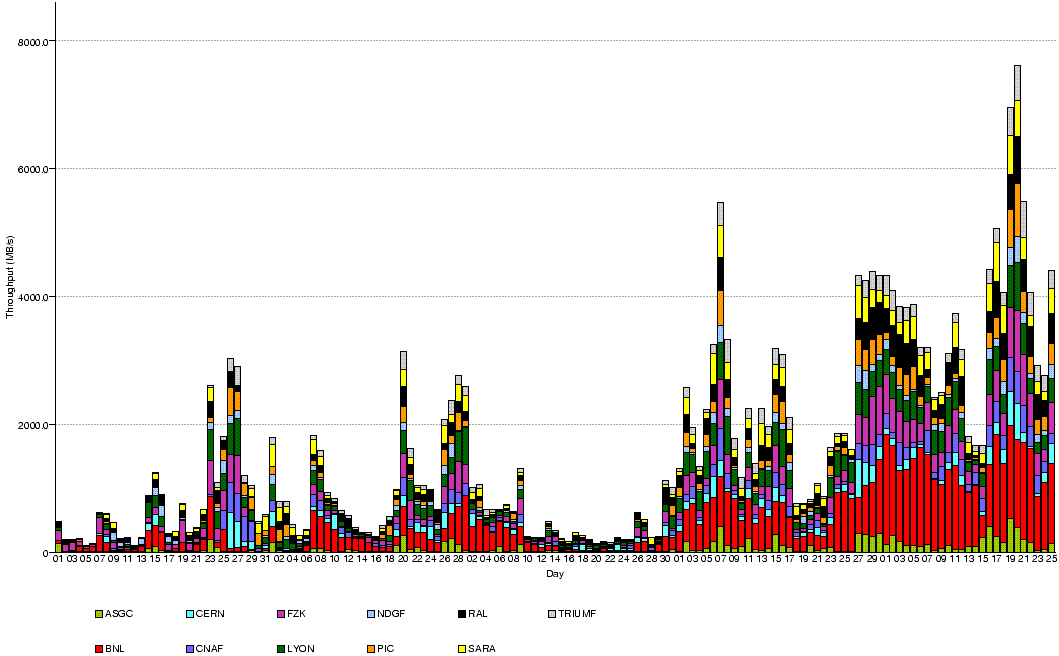 8000.0
6000.0
4000.0
2000.0
0
Throughput (MB/s)
01 03 05 07 09 11 13 15 17 19 21 23 25 27 29 31 02 04 06 08 10 12 14 16 18 20 22 24 26 28 02 04 06 08 10 12 14 16 18 20 22 24 26 28 30 01 03 05 07 09 11 13 15 17 19 21 23 25 27 29 01 03 05 07 09 11 13 15 17 19 21 23 25
Day
ASGC CERN FZK NDGF RAL TRIUMF
BNL CNAF LYON PIC SARA